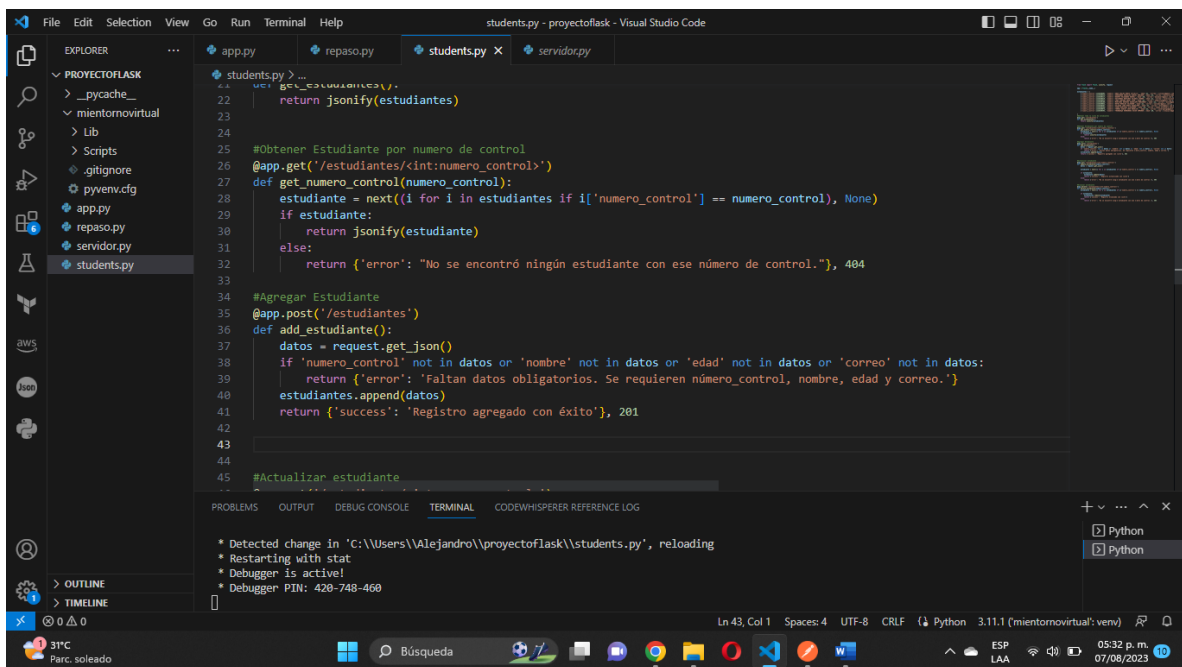 File Edit Selection View Go Run Terminal Help
students.py - proyectoflask - Visual Studio Code
EXPLORER
PROYECTOFLASK
__pycache__
mientornovirtual
Lib
Scripts
.gitignore
pyvenv.cfg
app.py
repaso.py
servidor.py
students.py
OUTLINE
TIMELINE
app.py repaso.py students.py servidor.py
students.py > ...
21 def get_estudiantes():
22 return jsonify(estudiantes)
23
24
25 #Obtener Estudiante por numero de control
26 @app.get('/estudiantes/<int:numero_control>')
27 def get_numero_control(numero_control):
28 estudiante = next((i for i in estudiantes if i['numero_control'] == numero_control), None)
29 if estudiante:
30 return jsonify(estudiante)
31 else:
32 return {'error': "No se encontró ningún estudiante con ese número de control."}, 404
33
34 #Agregar Estudiante
35 @app.post('/estudiantes')
36 def add_estudiante():
37 datos = request.get_json()
38 if 'numero_control' not in datos or 'nombre' not in datos or 'edad' not in datos or 'correo' not in datos:
39 return {'error': 'Faltan datos obligatorios. Se requieren número_control, nombre, edad y correo.'}
40 estudiantes.append(datos)
41 return {'success': 'Registro agregado con éxito'}, 201
42
43
44
45 #Actualizar estudiante
PROBLEMS OUTPUT DEBUG CONSOLE TERMINAL CODEWHISPERER REFERENCE LOG
* Detected change in 'C:\\Users\\Alejandro\\proyectoflask\\students.py', reloading
* Restarting with stat
* Debugger is active!
* Debugger PIN: 420-748-460
Python
Python
aws
Json
6
1
0 0
Ln 43, Col 1 Spaces: 4 UTF-8 CRLF Python 3.11.1 ('mientornovirtual': venv)
1
31°C
Parc. soleado
Búsqueda
ESP
LAA
05:32 p. m.
07/08/2023
10